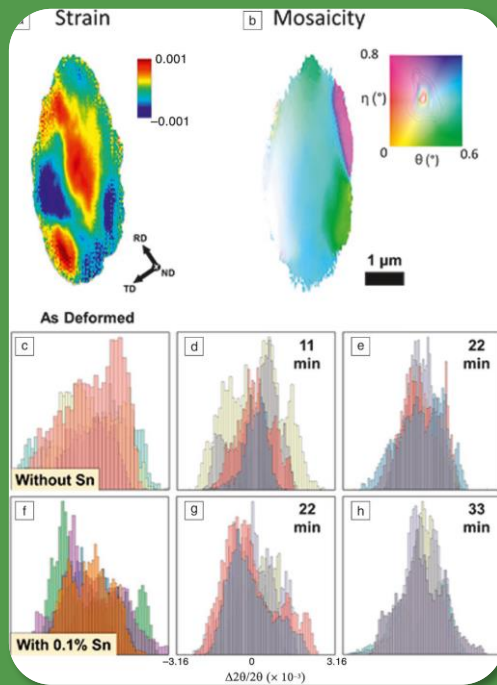 Strain
b Mosaicity
0.001
−0.001
0.8
η (°)
0
θ (°)
0.6
RD
ND
TD
1 μm
As Deformed
c
d
11
min
e
22
min
Without Sn
f
g
22
min
h
33
min
With 0.1% Sn
−3.16
0
3.16
Δ2θ/2θ (× 10⁻³)